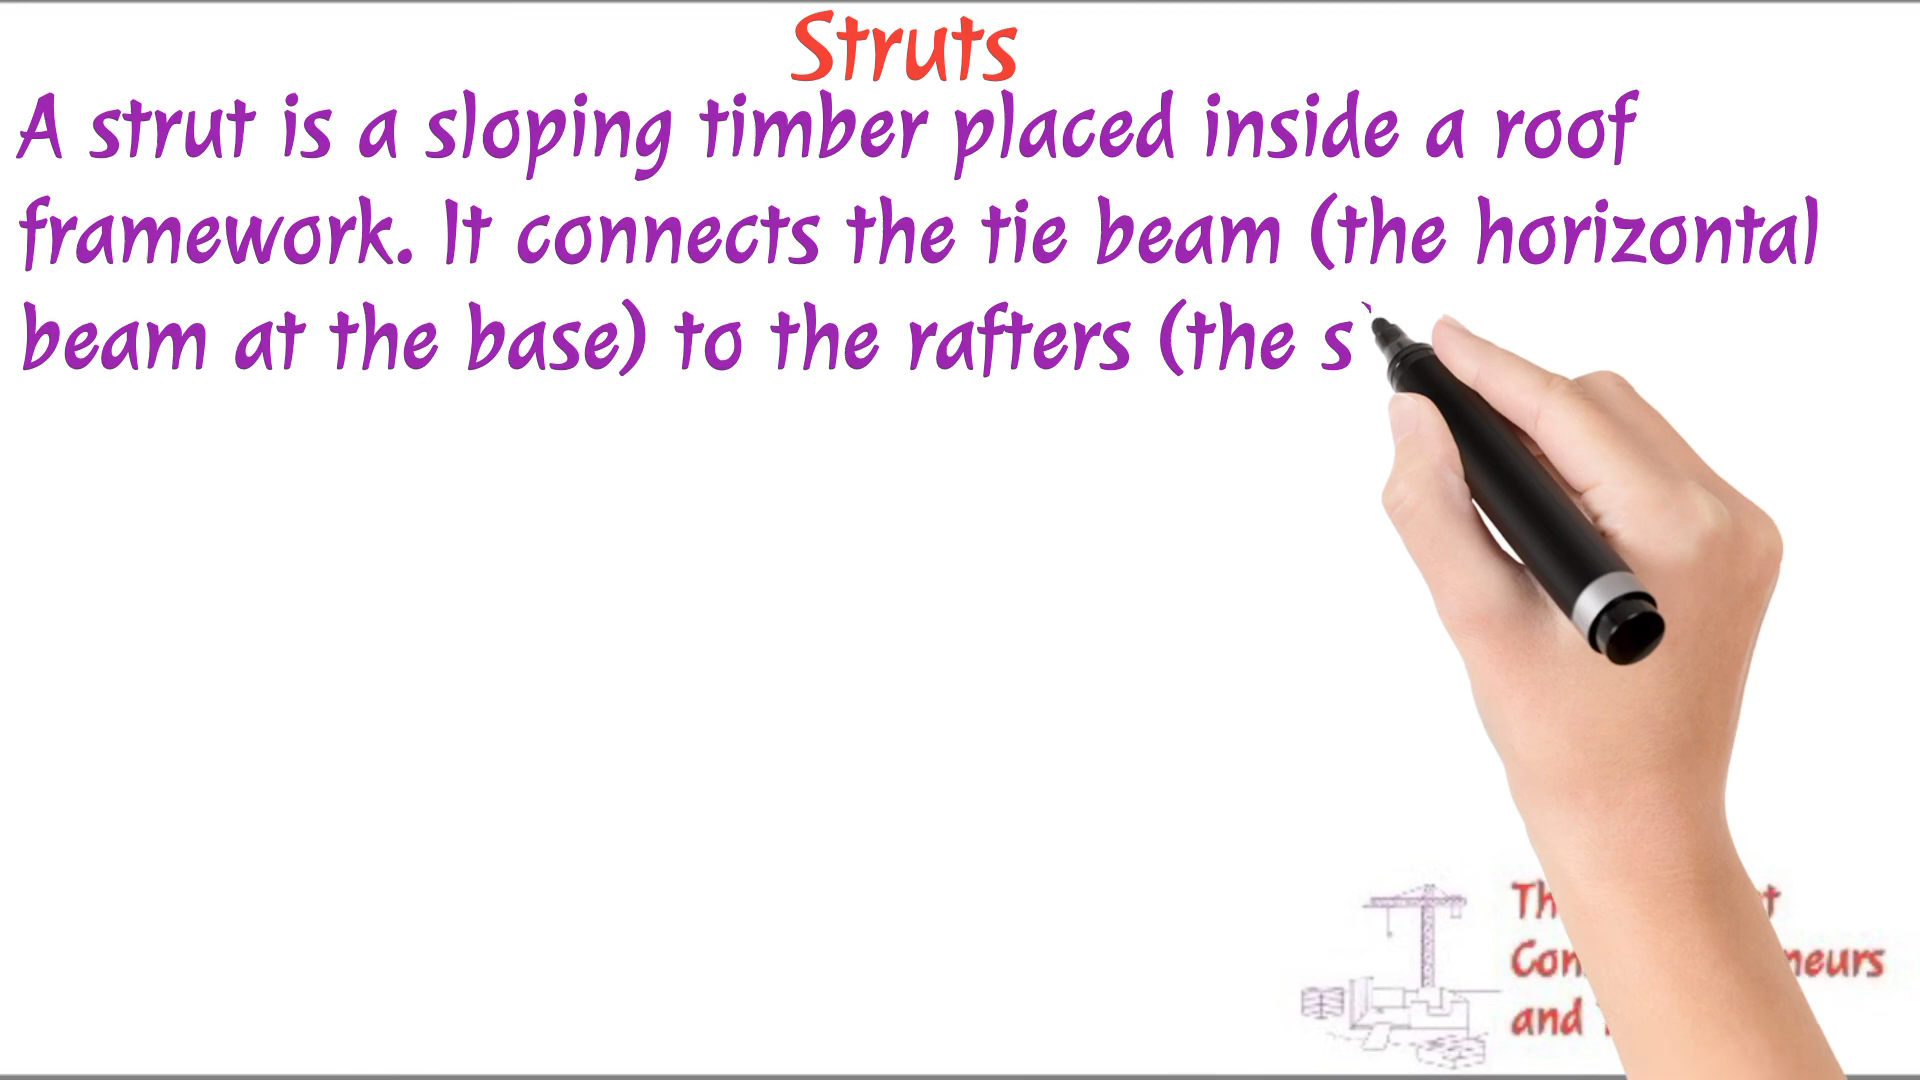 Struts
A strut is a sloping timber placed inside a roof
framework. It connects the tie beam (the horizontal
beam at the base) to the rafters (the s
and